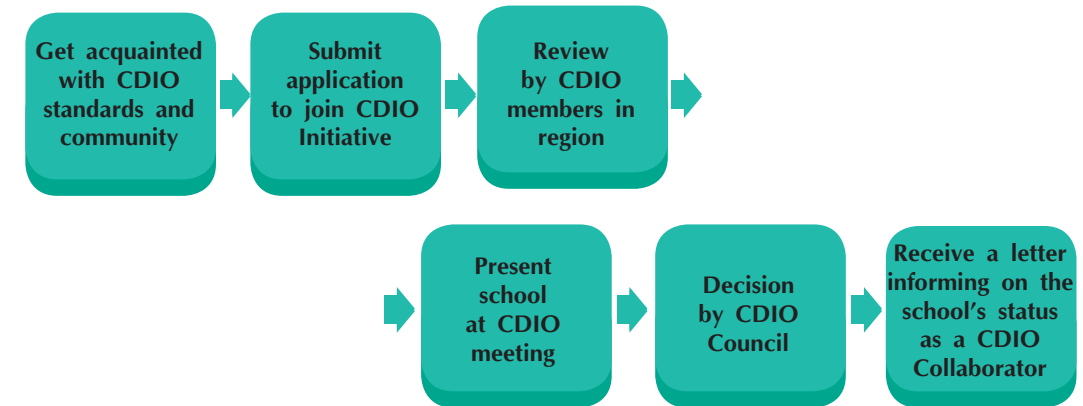 Get acquainted
with CDIO
standards and
community
Submit
application
to join CDIO
Initiative
Review
by CDIO
members in
region
Present
school
at CDIO
meeting
Decision
by CDIO
Council
Receive a letter
informing on the
school's status
as a CDIO
Collaborator